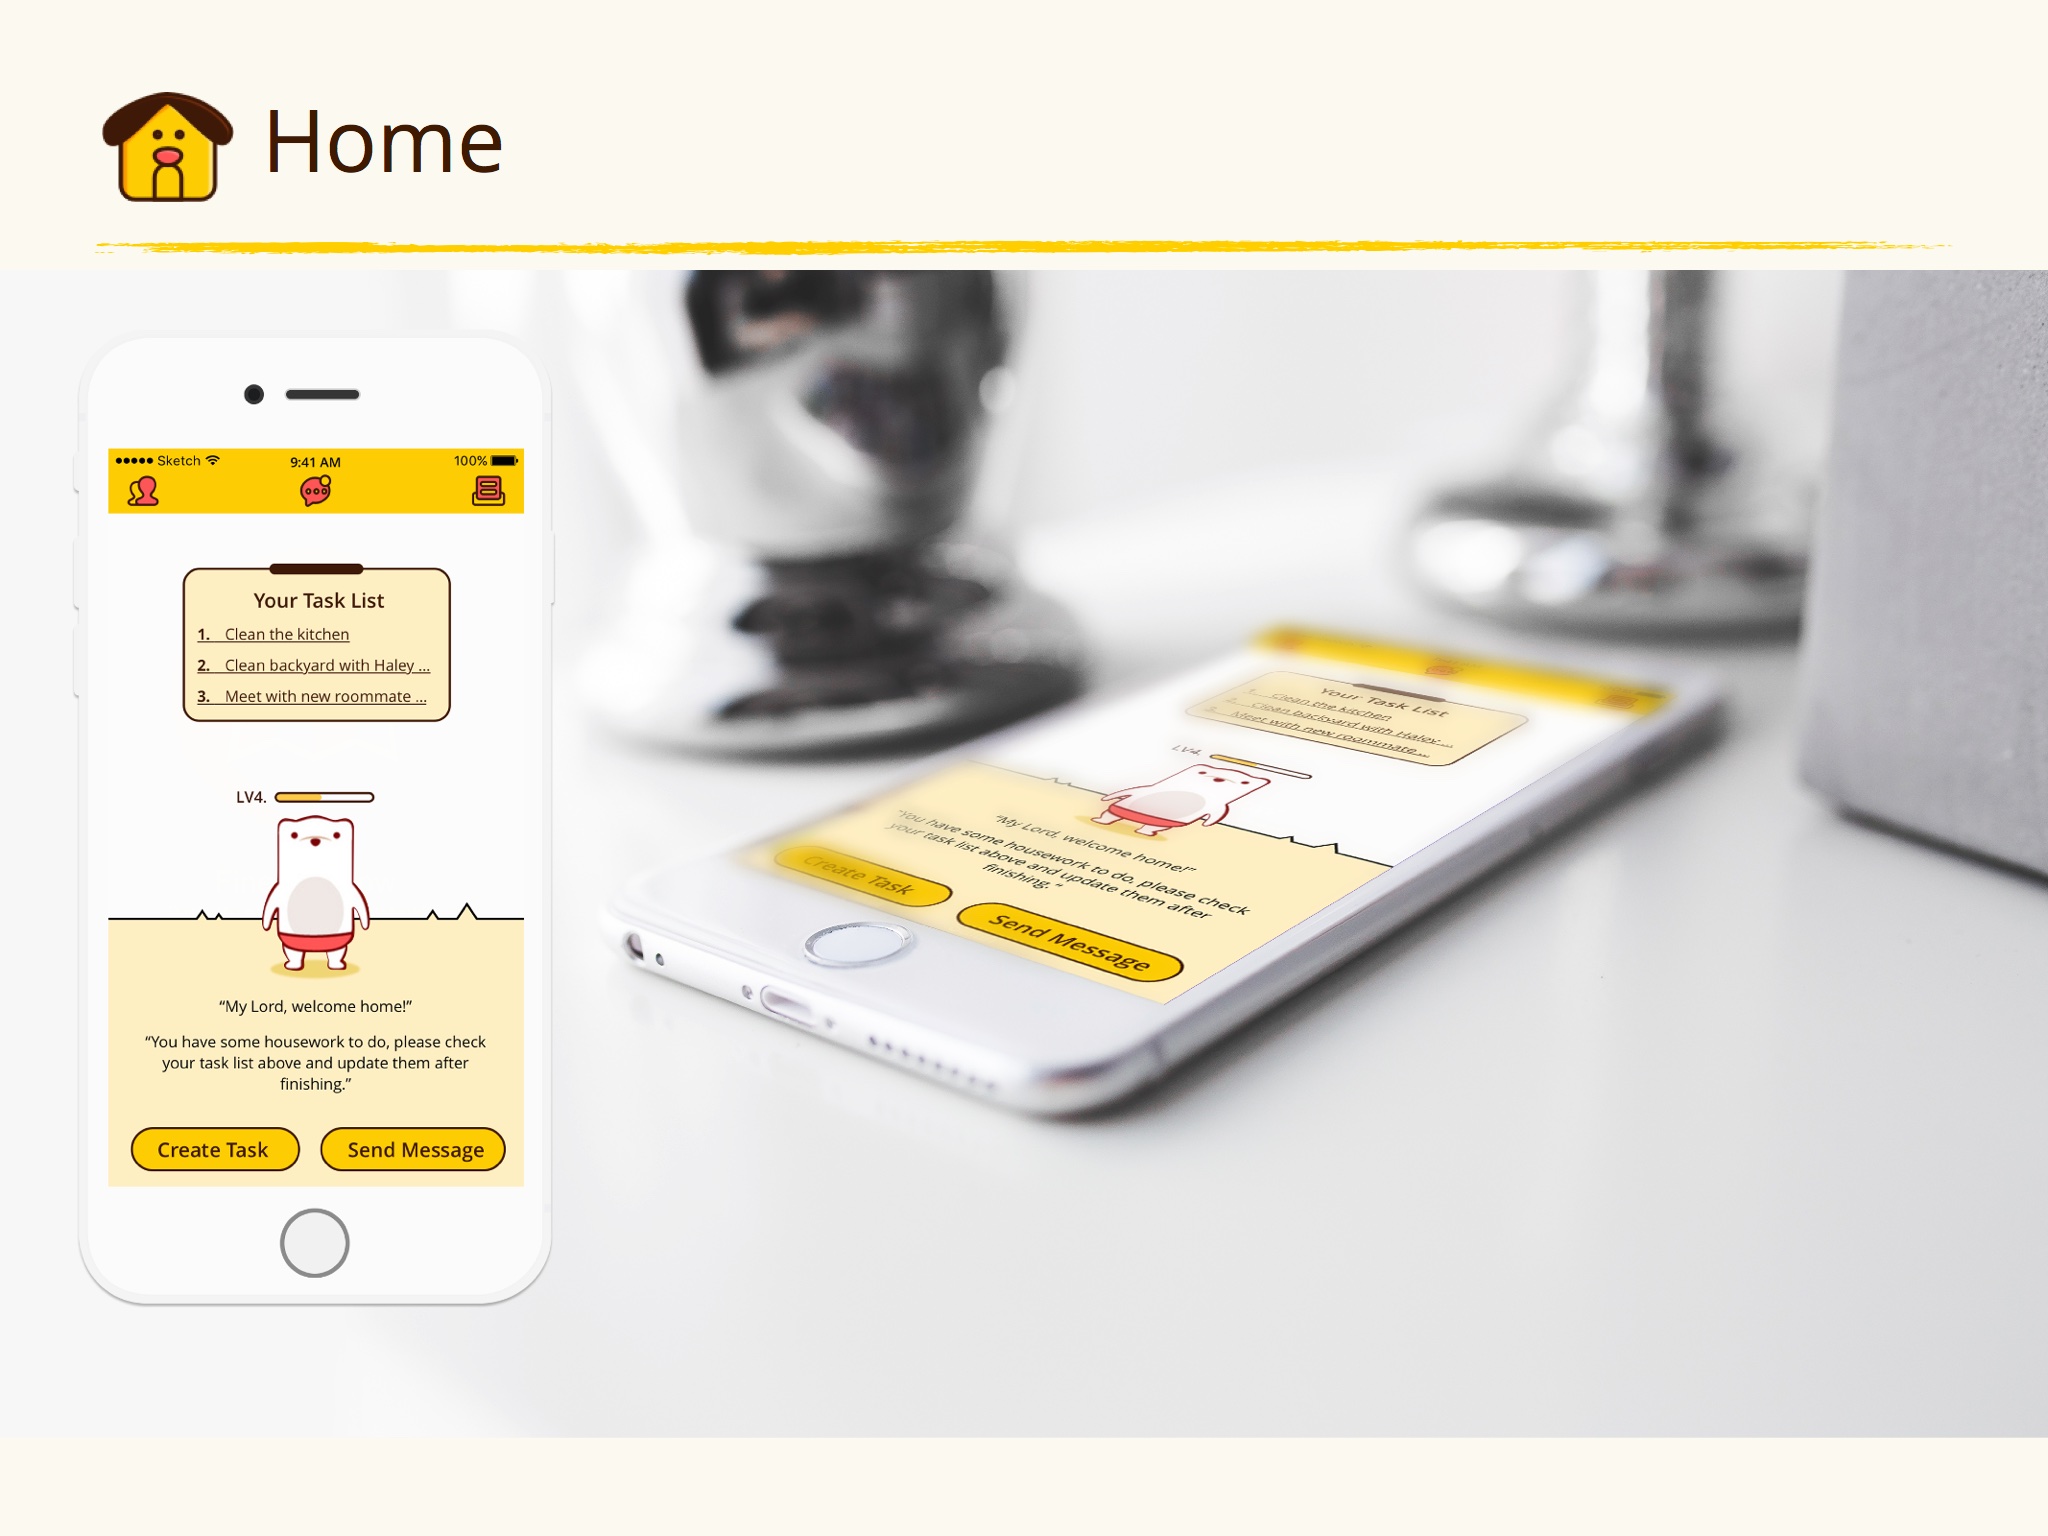 Home
Sketch
9:41 AM
100%
Your Task List
1. Clean the kitchen
2. Clean backyard with Haley ...
3. Meet with new roommate ...
LV4.
“My Lord, welcome home!”
“You have some housework to do, please check
your task list above and update them after
finishing.”
Create Task
Send Message
Your Task List
1. Clean the kitchen
2. Clean backyard with Haley ...
3. Meet with new roommate ...
LV4.
“My Lord, welcome home!”
“You have some housework to do, please check
your task list above and update them after
finishing.”
Create Task
Send Message